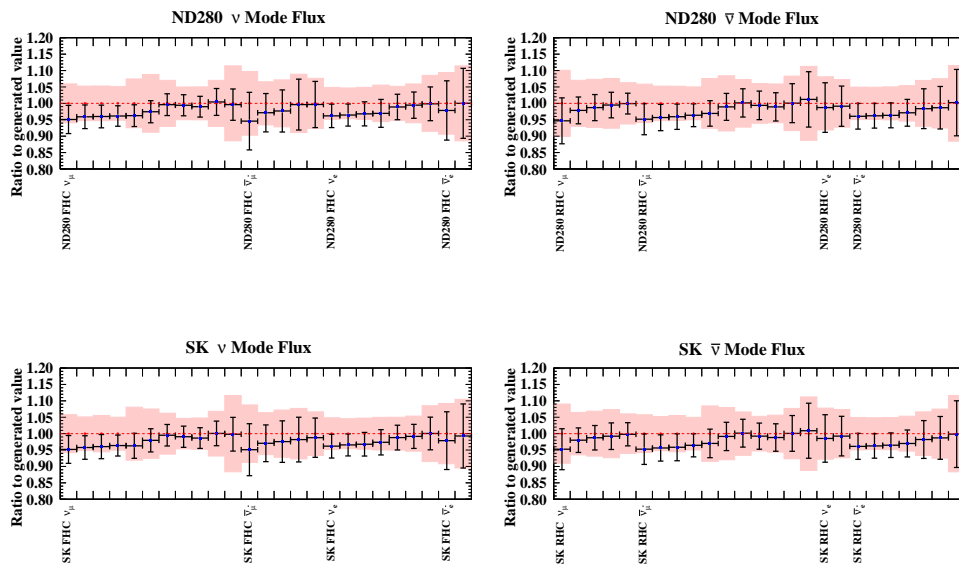 ND280 ν Mode Flux
Ratio to generated value
1.20
1.15
1.10
1.05
1.00
0.95
0.90
0.85
0.80
ND280 FHC ν_μ
ND280 FHC ν̅_μ
ND280 FHC ν_e
ND280 FHC ν̅_e
ND280 ν̅ Mode Flux
Ratio to generated value
1.20
1.15
1.10
1.05
1.00
0.95
0.90
0.85
0.80
ND280 RHC ν_μ
ND280 RHC ν̅_μ
ND280 RHC ν_e
ND280 RHC ν̅_e
SK ν Mode Flux
Ratio to generated value
1.20
1.15
1.10
1.05
1.00
0.95
0.90
0.85
0.80
SK FHC ν_μ
SK FHC ν̅_μ
SK FHC ν_e
SK FHC ν̅_e
SK ν̅ Mode Flux
Ratio to generated value
1.20
1.15
1.10
1.05
1.00
0.95
0.90
0.85
0.80
SK RHC ν_μ
SK RHC ν̅_μ
SK RHC ν_e
SK RHC ν̅_e